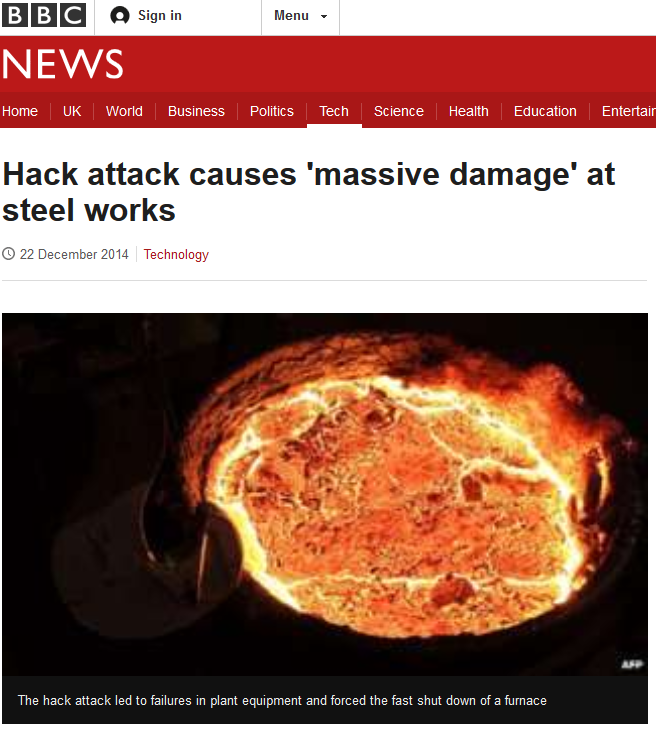 BBC Sign in Menu
NEWS
Home UK World Business Politics Tech Science Health Education Entertain
Hack attack causes 'massive damage' at
steel works
22 December 2014 Technology
AFP
The hack attack led to failures in plant equipment and forced the fast shut down of a furnace